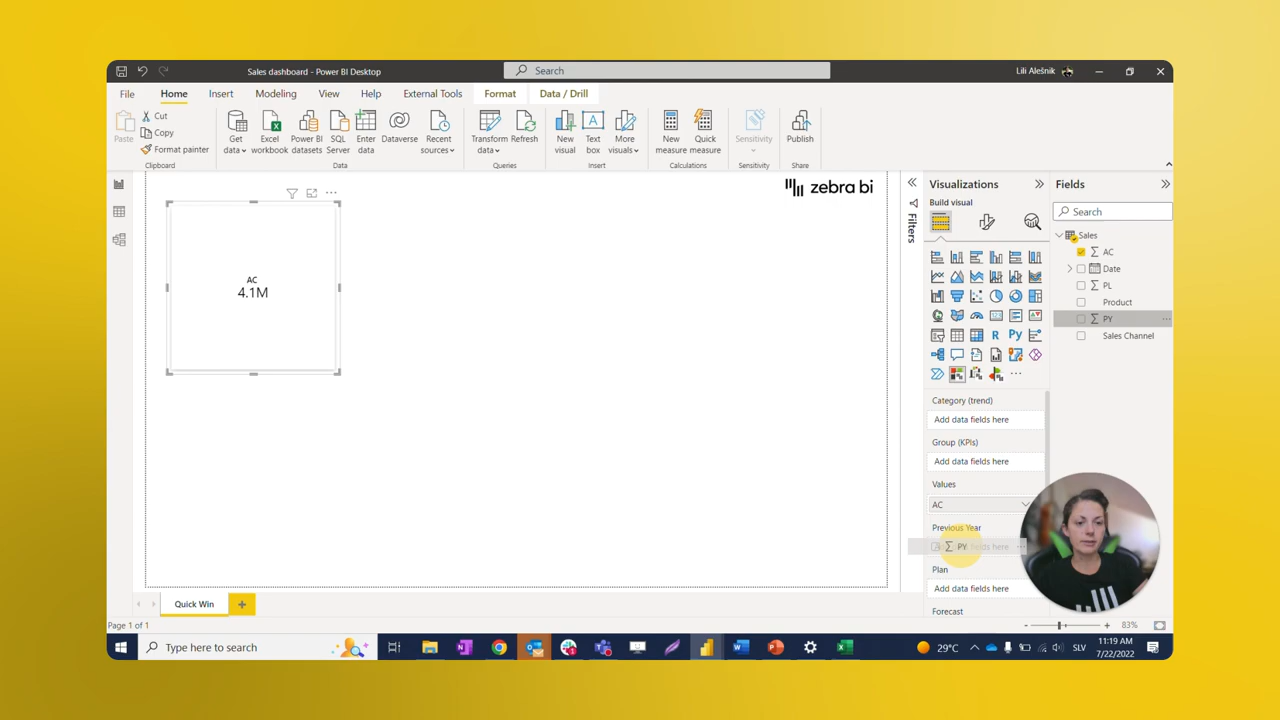 Sales dashboard - Power BI Desktop
Search
Lili Alešnik
File
Home
Insert
Modeling
View
Help
External Tools
Format
Data / Drill
Paste
Cut
Copy
Format painter
Clipboard
Get data
Excel workbook
Power BI datasets
SQL Server
Enter data
Dataverse
Recent sources
Data
Transform data
Refresh
Queries
New visual
Text box
More visuals
Insert
New measure
Quick measure
Calculations
Sensitivity
Sensitivity
Publish
Share
zebra bi
AC
4.1M
Filters
Visualizations
Build visual
R
Py
Category (trend)
Add data fields here
Group (KPIs)
Add data fields here
Values
AC
Previous Year
PY
fields here
Plan
Add data fields here
Forecast
Fields
Search
Sales
AC
Date
PL
Product
PY
Sales Channel
Quick Win
Page 1 of 1
83%
Type here to search
29°C
SLV
11:19 AM
7/22/2022